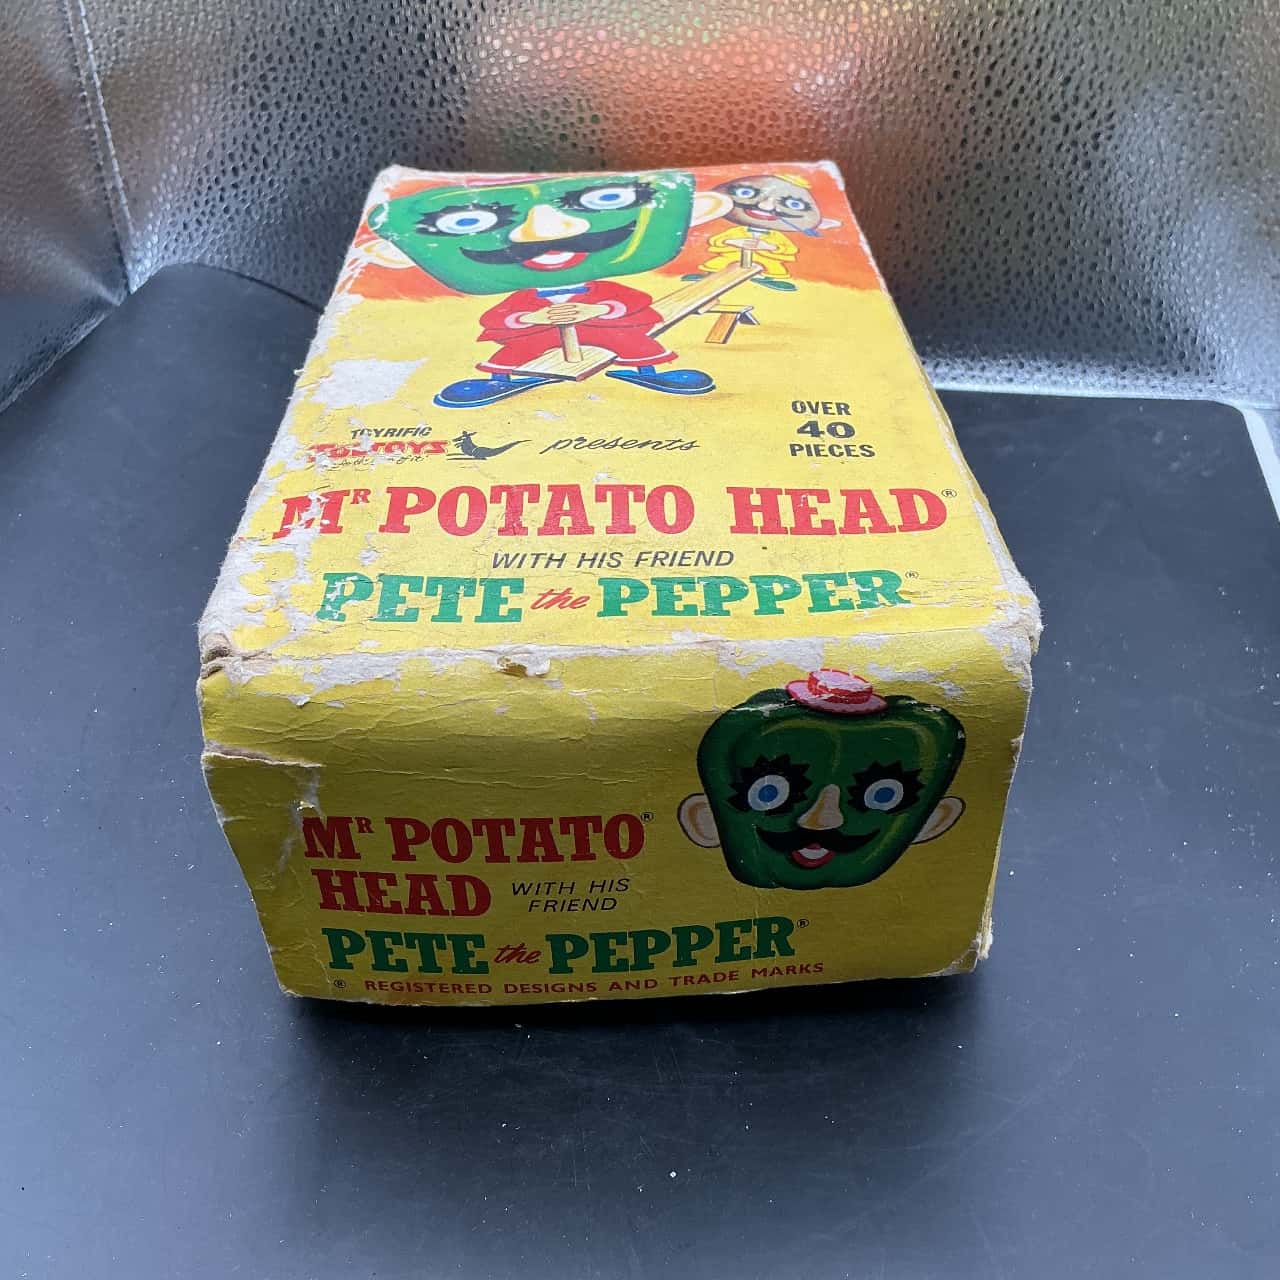 TOYRIFIC
TOLTOYS presents
OVER
40
PIECES
MR POTATO HEAD®
WITH HIS FRIEND
PETE the PEPPER®
MR POTATO®
HEAD WITH HIS
FRIEND
PETE the PEPPER®
® REGISTERED DESIGNS AND TRADE MARKS